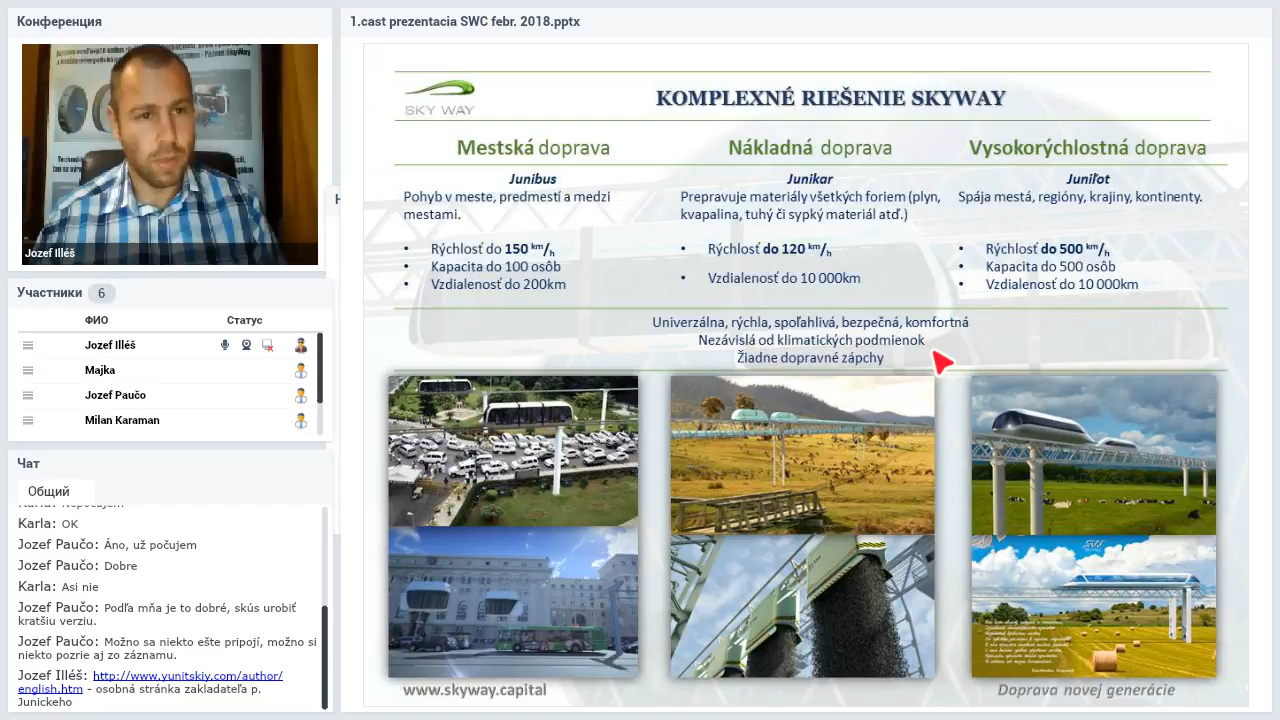 Конференция
Jozef Illéš
Участники 6
ФИО Статус
Jozef Illéš
Majka
Jozef Paučo
Milan Karaman
Чат
Общий
Karla: Nepočujem
Karla: OK
Jozef Paučo: Áno, už počujem
Jozef Paučo: Dobre
Karla: Asi nie
Jozef Paučo: Podľa mňa je to dobré, skús urobiť
kratšiu verziu.
Jozef Paučo: Možno sa niekto ešte pripojí, možno
niekto pozrie aj zo záznamu.
Jozef Illéš: http://www.yunitskiy.com/author/
english.htm - osobná stránka zakladateľa p.
Junickeho
1.cast prezentacia SWC febr. 2018.pptx
SKY WAY
KOMPLEXNÉ RIEŠENIE SKYWAY
Mestská doprava
Junibus
Pohyb v meste, predmestí a medzi
mestami.
• Rýchlosť do 150 km/h
• Kapacita do 100 osôb
• Vzdialenosť do 200km
Nákladná doprava
Junikar
Prepravuje materiály všetkých foriem (plyn,
kvapalina, tuhý či sypký materiál atď.)
• Rýchlosť do 120 km/h
• Vzdialenosť do 10 000km
Vysokorýchlostná doprava
Juniľot
Spája mestá, regióny, krajiny, kontinenty.
• Rýchlosť do 500 km/h
• Kapacita do 500 osôb
• Vzdialenosť do 10 000km
Univerzálna, rýchla, spoľahlivá, bezpečná, komfortná
Nezávislá od klimatických podmienok
Žiadne dopravné zápchy
www.skyway.capital
Doprava novej generácie